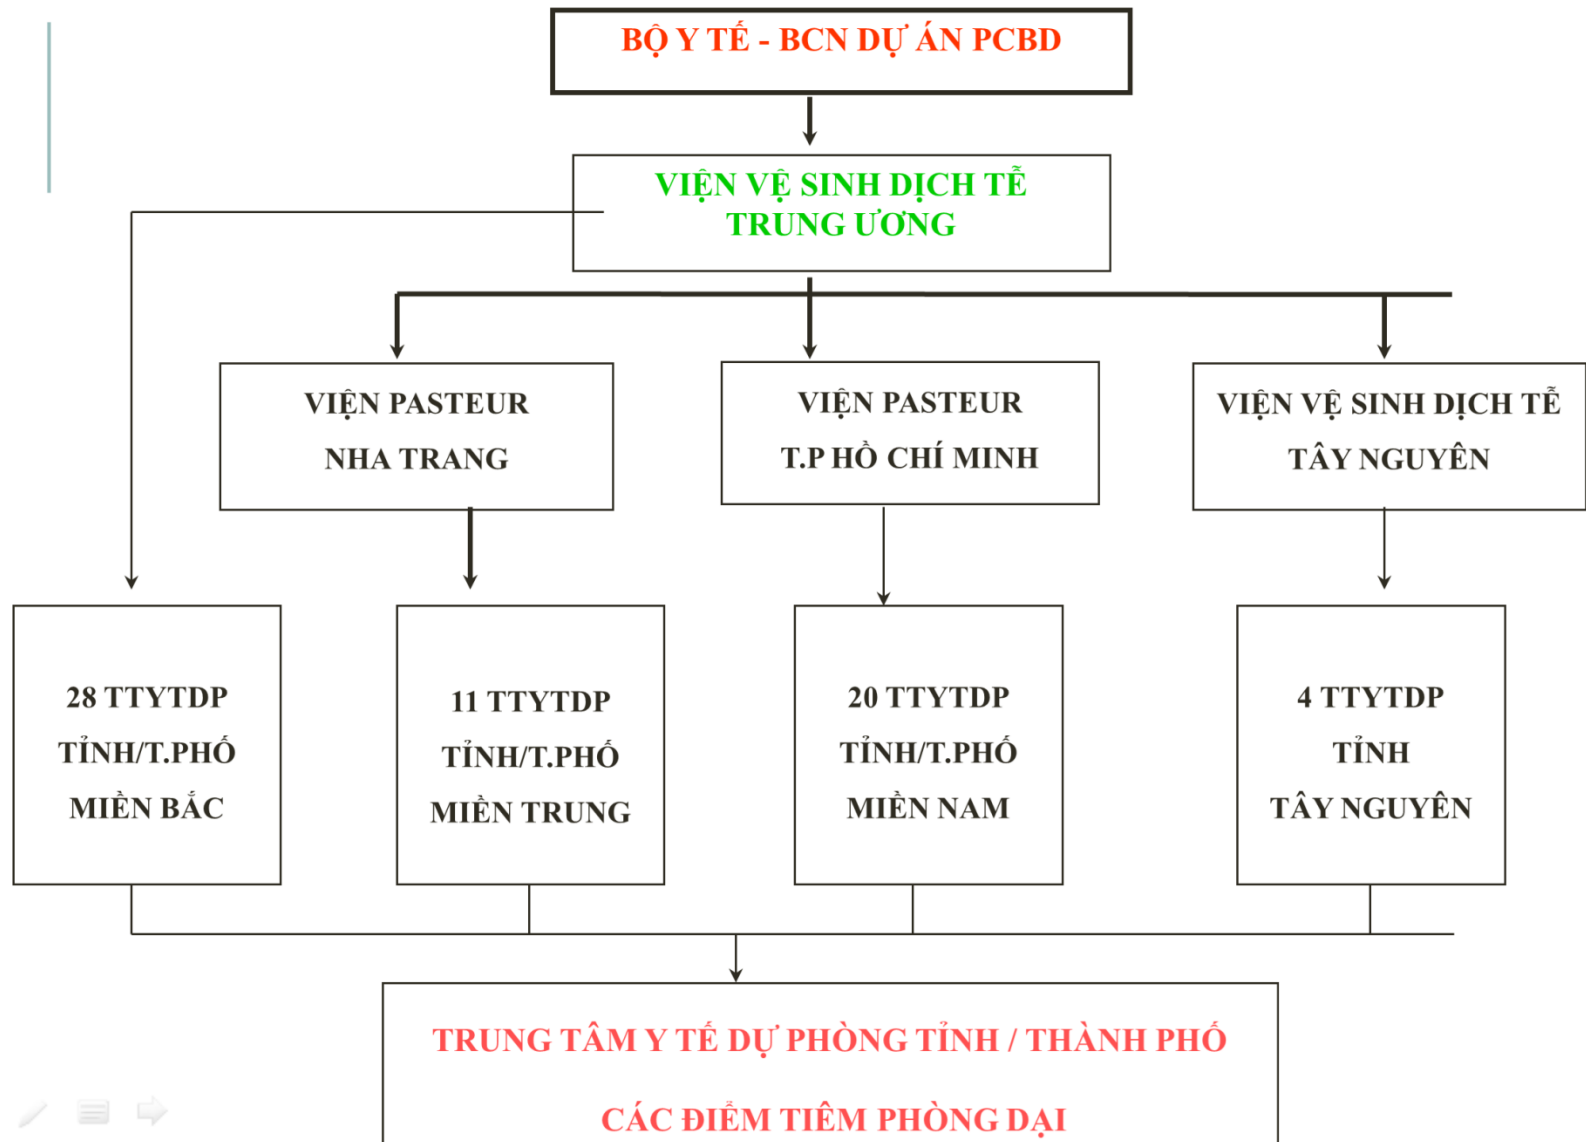 BỘ Y TẾ - BCN DỰ ÁN PCBD
VIỆN VỆ SINH DỊCH TỄ
TRUNG ƯƠNG
VIỆN PASTEUR
NHA TRANG
VIỆN PASTEUR
T.P HỒ CHÍ MINH
VIỆN VỆ SINH DỊCH TỄ
TÂY NGUYÊN
28 TTYTDP
TỈNH/T.PHỐ
MIỀN BẮC
11 TTYTDP
TỈNH/T.PHỐ
MIỀN TRUNG
20 TTYTDP
TỈNH/T.PHỐ
MIỀN NAM
4 TTYTDP
TỈNH
TÂY NGUYÊN
TRUNG TÂM Y TẾ DỰ PHÒNG TỈNH / THÀNH PHỐ
CÁC ĐIỂM TIÊM PHÒNG DẠI